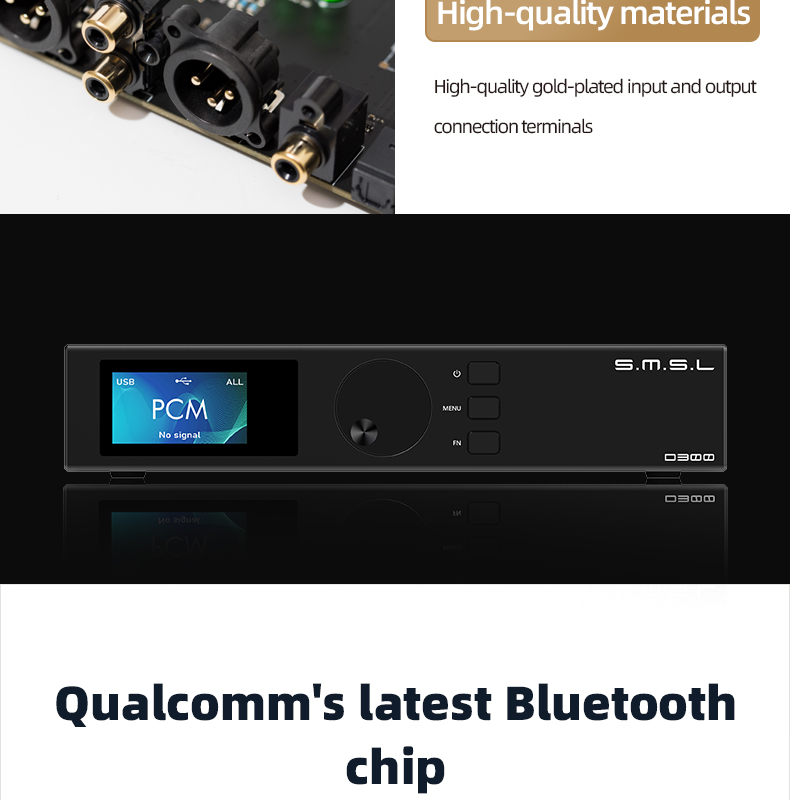 High-quality materials
High-quality gold-plated input and output
connection terminals
S.M.S.L
USB
ALL
PCM
No signal
MENU
FN
D300
D300
Qualcomm's latest Bluetooth
chip